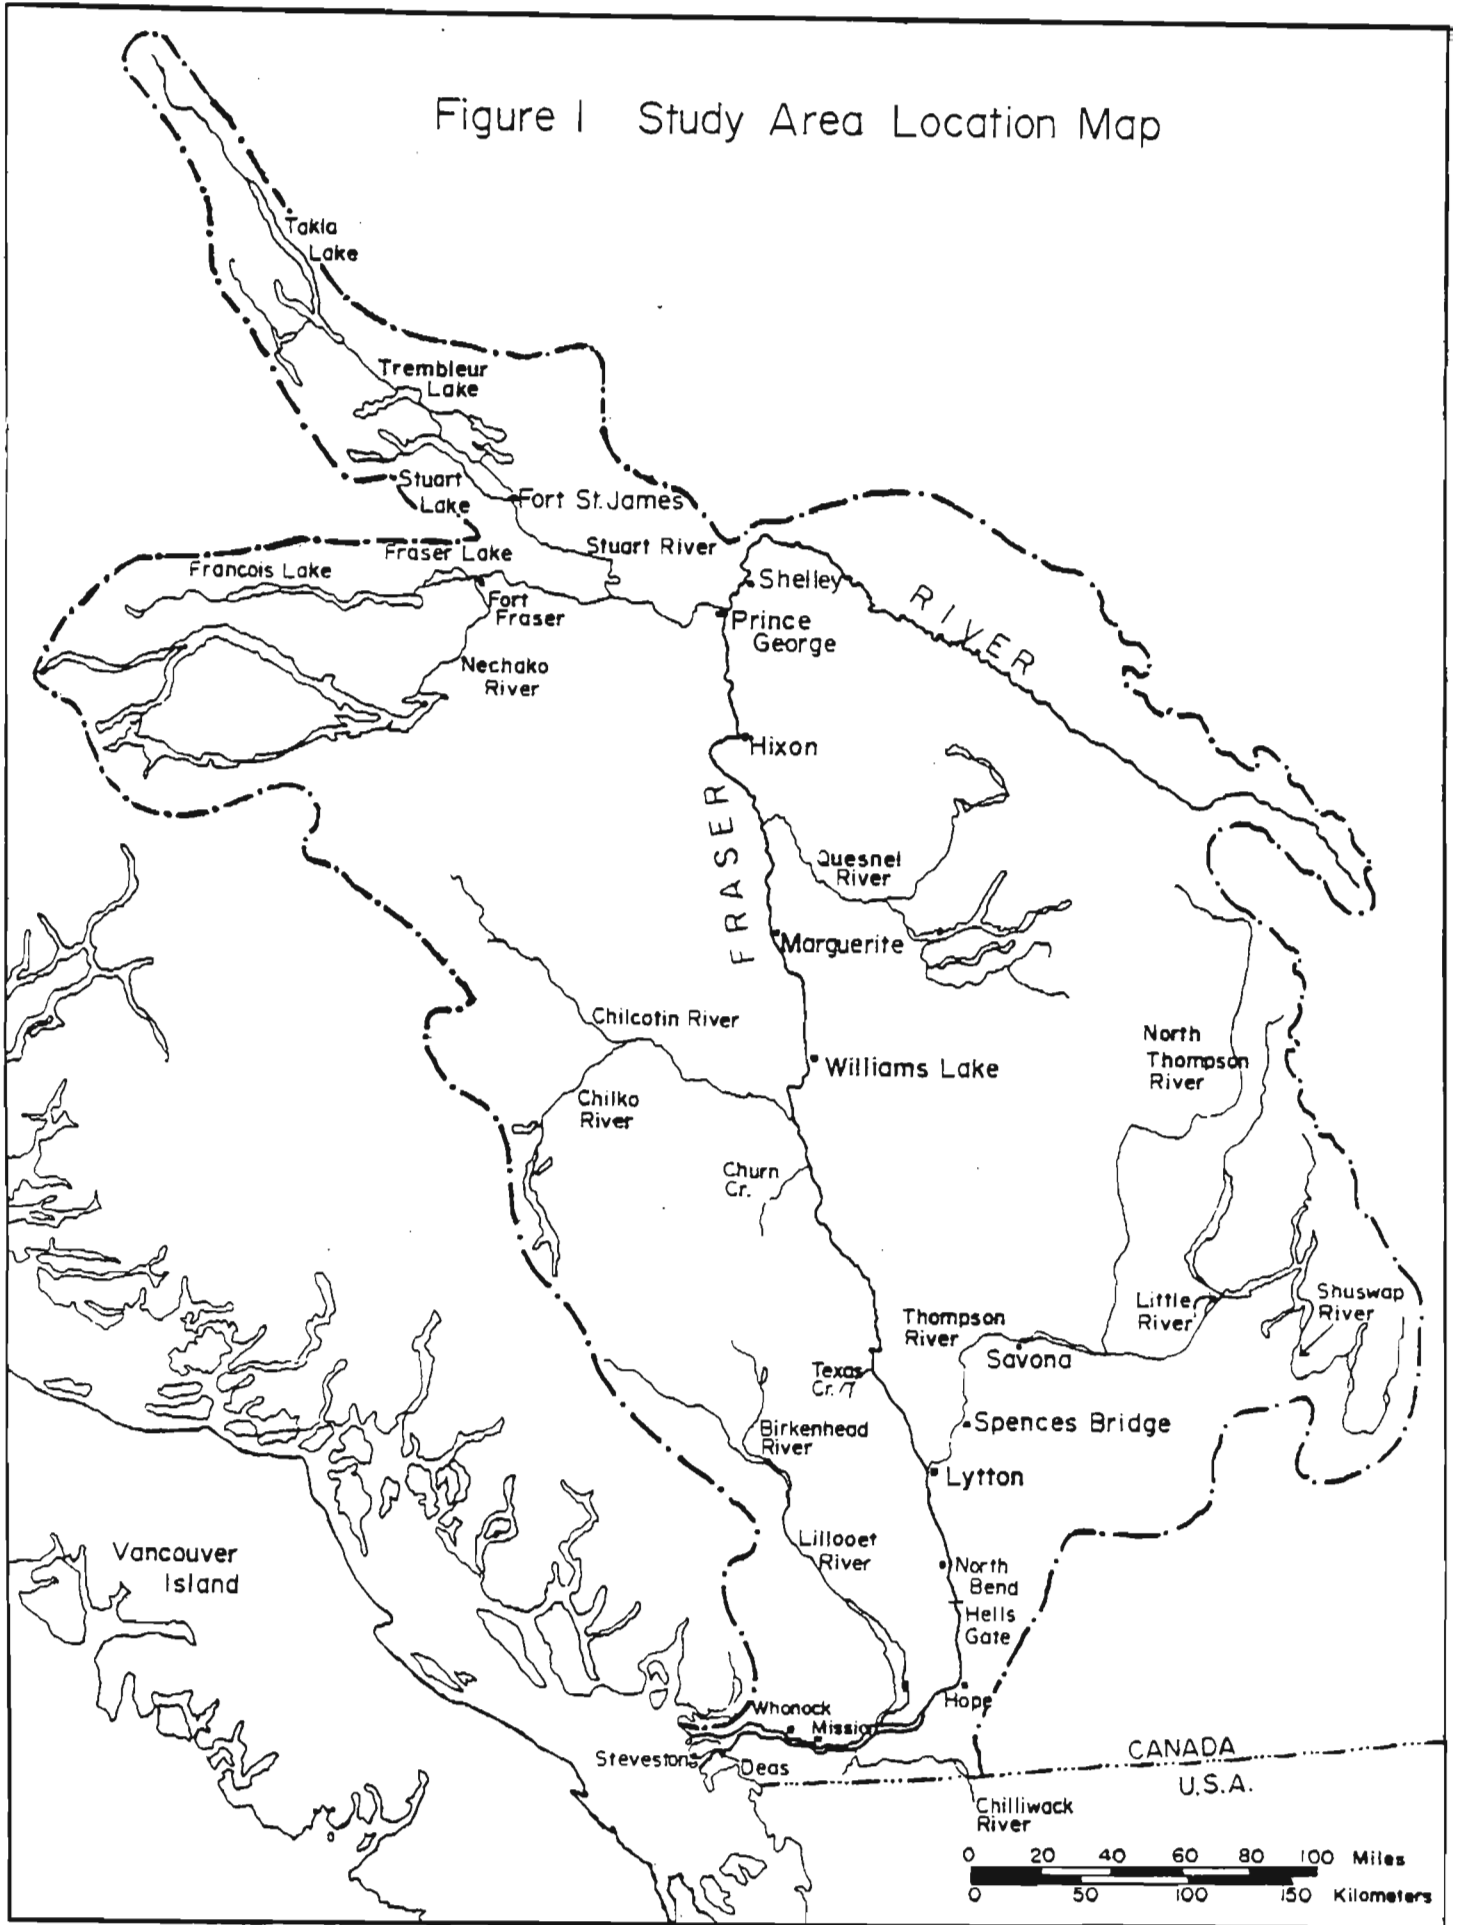 Figure 1 Study Area Location Map
Takla
Lake
Trembleur
Lake
Stuart
Lake
Fort St. James
Stuart River
Fraser Lake
Francois Lake
Shelley
Fort
Fraser
Prince
George
RIVER
Nechako
River
Hixon
FRASER
Quesnel
River
Marguerite
Chilcotin River
North
Thompson
River
Williams Lake
Chilko
River
Churn
Cr.
Little
River
Shuswap
River
Thompson
River
Savona
Texas
Cr.
Birkenhead
River
Spences Bridge
Lytton
Lillooet
River
Vancouver
Island
North
Bend
Hells
Gate
Hope
Whonock
Mission
Steveston
Deas
CANADA
U.S.A.
Chilliwack
River
0 20 40 60 80 100 Miles
0 50 100 150 Kilometers